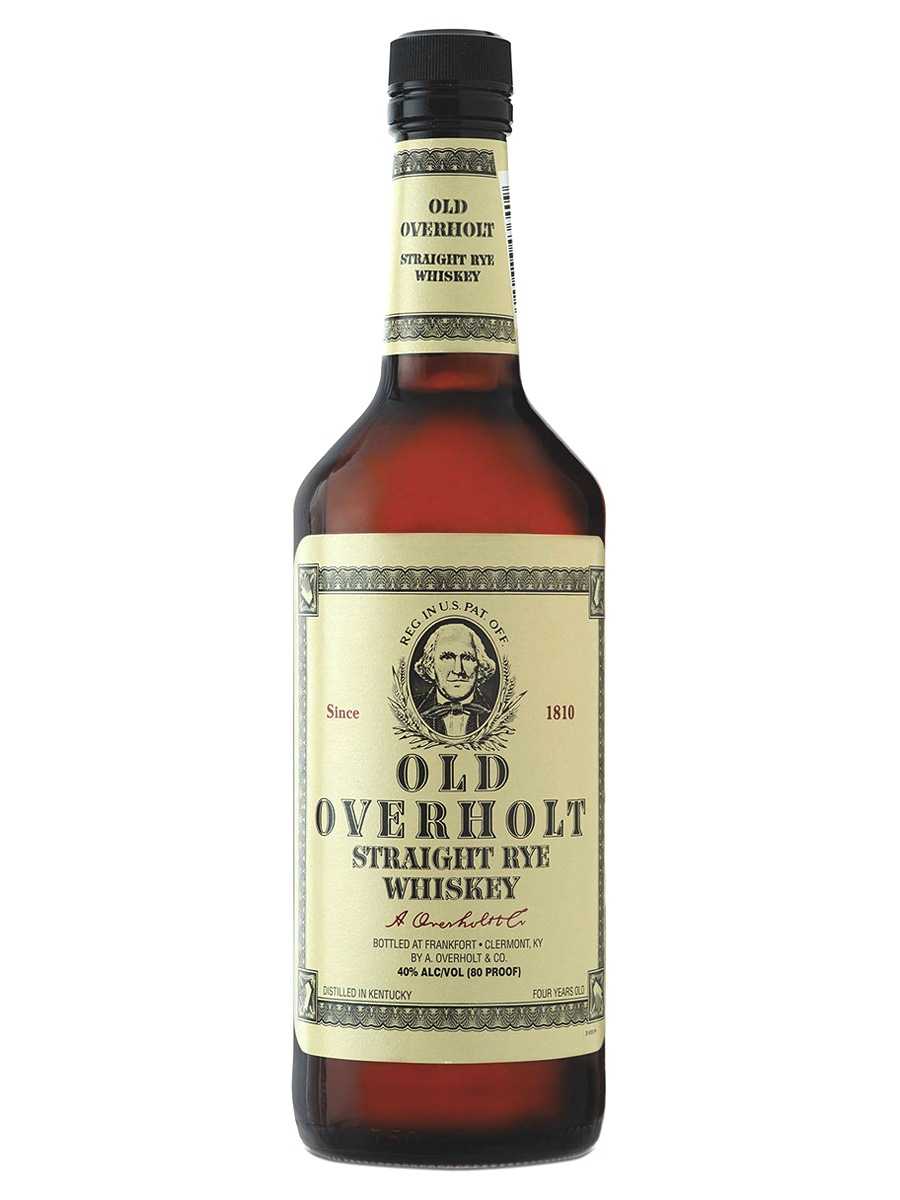 OLD
OVERHOLT
STRAIGHT RYE
WHISKEY
REG. IN U.S. PAT. OFF.
Since 1810
OLD
OVERHOLT
STRAIGHT RYE
WHISKEY
A Overholt & Co
BOTTLED AT FRANKFORT • CLERMONT, KY
BY A. OVERHOLT & CO.
40% ALC/VOL (80 PROOF)
DISTILLED IN KENTUCKY FOUR YEARS OLD